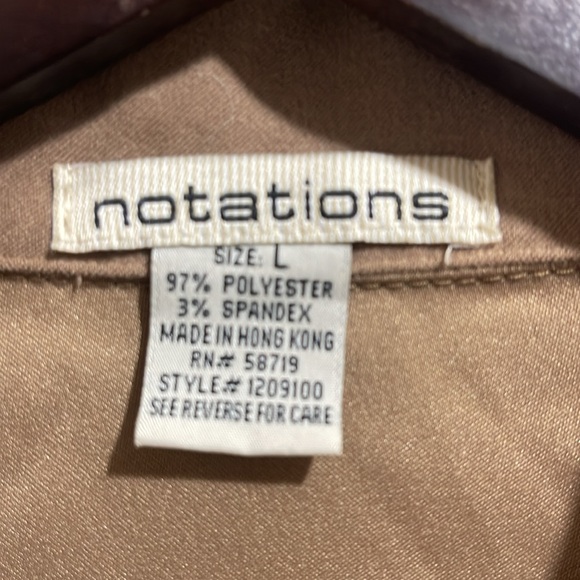 notations
SIZE: L
97% POLYESTER
3% SPANDEX
MADE IN HONG KONG
RN# 58719
STYLE# 1209100
SEE REVERSE FOR CARE